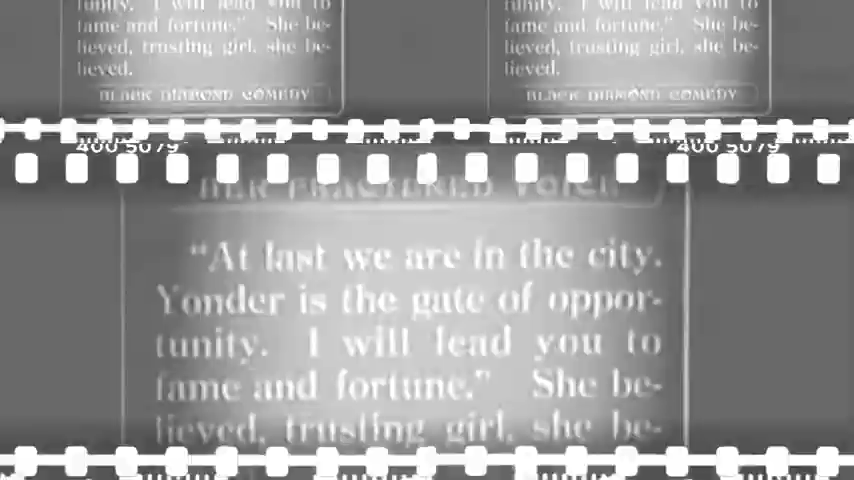 tunity. I will lead you to
fame and fortune." She be-
lieved, trusting girl, she be-
lieved.
BLACK DIAMOND COMEDY
tunity. I will lead you to
fame and fortune." She be-
lieved, trusting girl, she be-
lieved.
BLACK DIAMOND COMEDY
400 5079
400 5079
HER FRACTURED VOICE
"At last we are in the city.
Yonder is the gate of oppor-
tunity. I will lead you to
fame and fortune." She be-
lieved, trusting girl, she be-